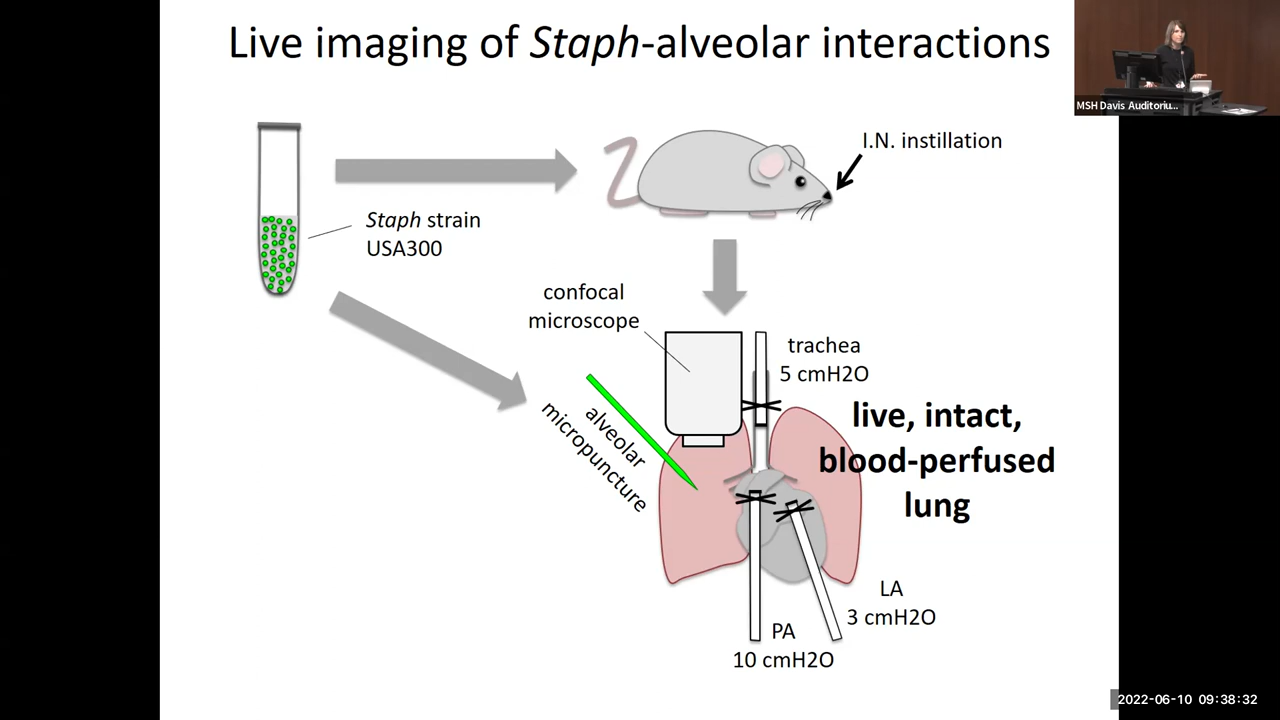 Live imaging of Staph-alveolar interactions
MSH Davis Auditoriu...
I.N. instillation
Staph strain
USA300
confocal
microscope
trachea
5 cmH2O
alveolar
micropuncture
live, intact,
blood-perfused
lung
LA
3 cmH2O
PA
10 cmH2O
2022-06-10 09:38:32